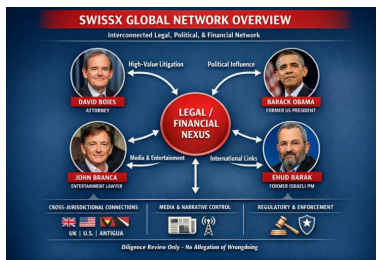 SWISSX GLOBAL NETWORK OVERVIEW
Interconnected Legal, Political, & Financial Network
High-Value Litigation
Political Influence
DAVID BOIES
ATTORNEY
BARACK OBAMA
FORMER US PRESIDENT
LEGAL /
FINANCIAL
NEXUS
Media & Entertainment
International Links
JOHN BRANCA
ENTERTAINMENT LAWYER
EHUD BARAK
FORMER ISRAELI PM
CROSS-JURISDICTIONAL CONNECTIONS
UK | U.S. | ANTIGUA
MEDIA & NARRATIVE CONTROL
REGULATORY & ENFORCEMENT
Diligence Review Only - No Allegation of Wrongdoing